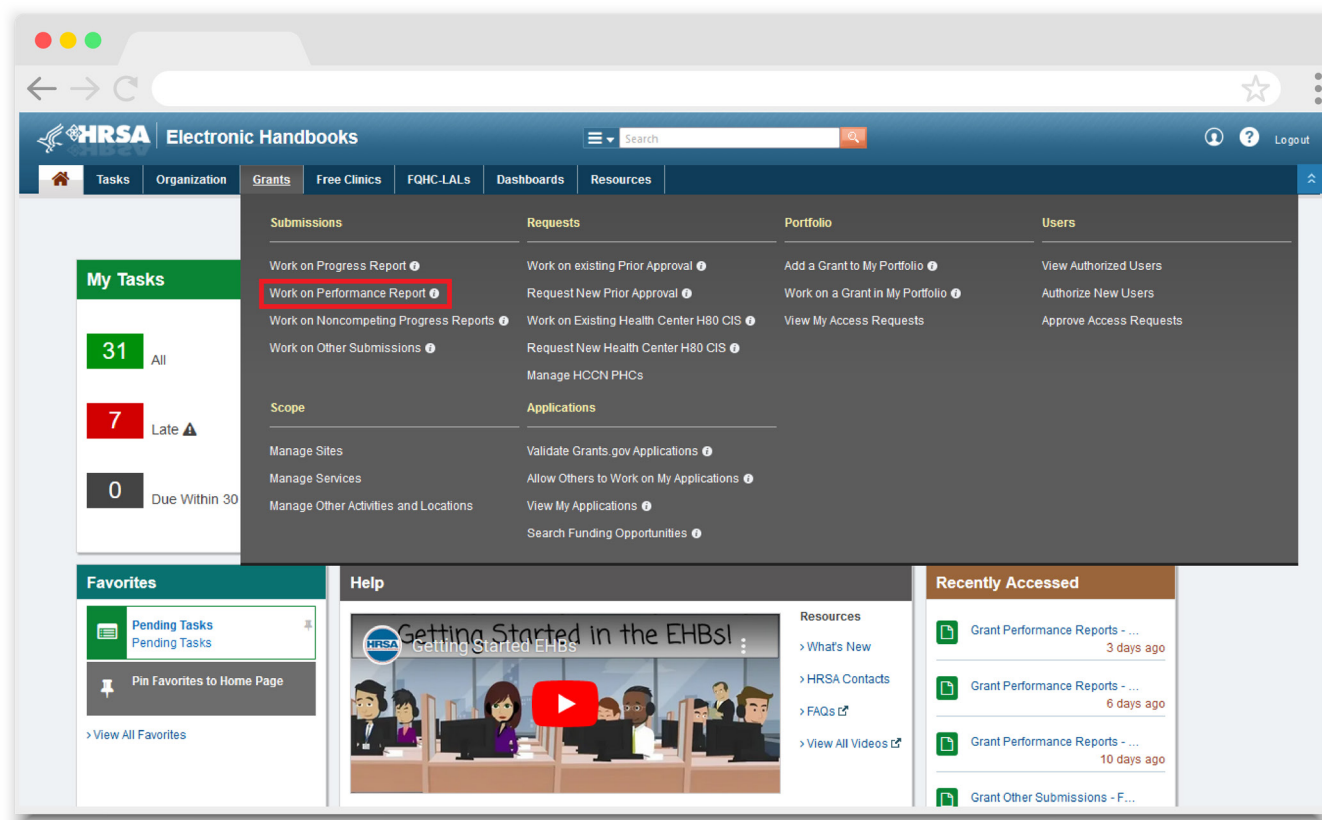 HRSA Electronic Handbooks
Search
Logout
Tasks
Organization
Grants
Free Clinics
FQHC-LALs
Dashboards
Resources
Submissions
Work on Progress Report
Work on Performance Report
Work on Noncompeting Progress Reports
Work on Other Submissions
Requests
Work on existing Prior Approval
Request New Prior Approval
Work on Existing Health Center H80 CIS
Request New Health Center H80 CIS
Manage HCCN PHCs
Portfolio
Add a Grant to My Portfolio
Work on a Grant in My Portfolio
View My Access Requests
Users
View Authorized Users
Authorize New Users
Approve Access Requests
Scope
Manage Sites
Manage Services
Manage Other Activities and Locations
Applications
Validate Grants.gov Applications
Allow Others to Work on My Applications
View My Applications
Search Funding Opportunities
My Tasks
31 All
7 Late
0 Due Within 30
Favorites
Pending Tasks
Pending Tasks
Pin Favorites to Home Page
> View All Favorites
Help
Getting Started in the EHBs!
HRSA
Getting Started EHBs
Resources
> What's New
> HRSA Contacts
> FAQs
> View All Videos
Recently Accessed
Grant Performance Reports - ...
3 days ago
Grant Performance Reports - ...
6 days ago
Grant Performance Reports - ...
10 days ago
Grant Other Submissions - F...